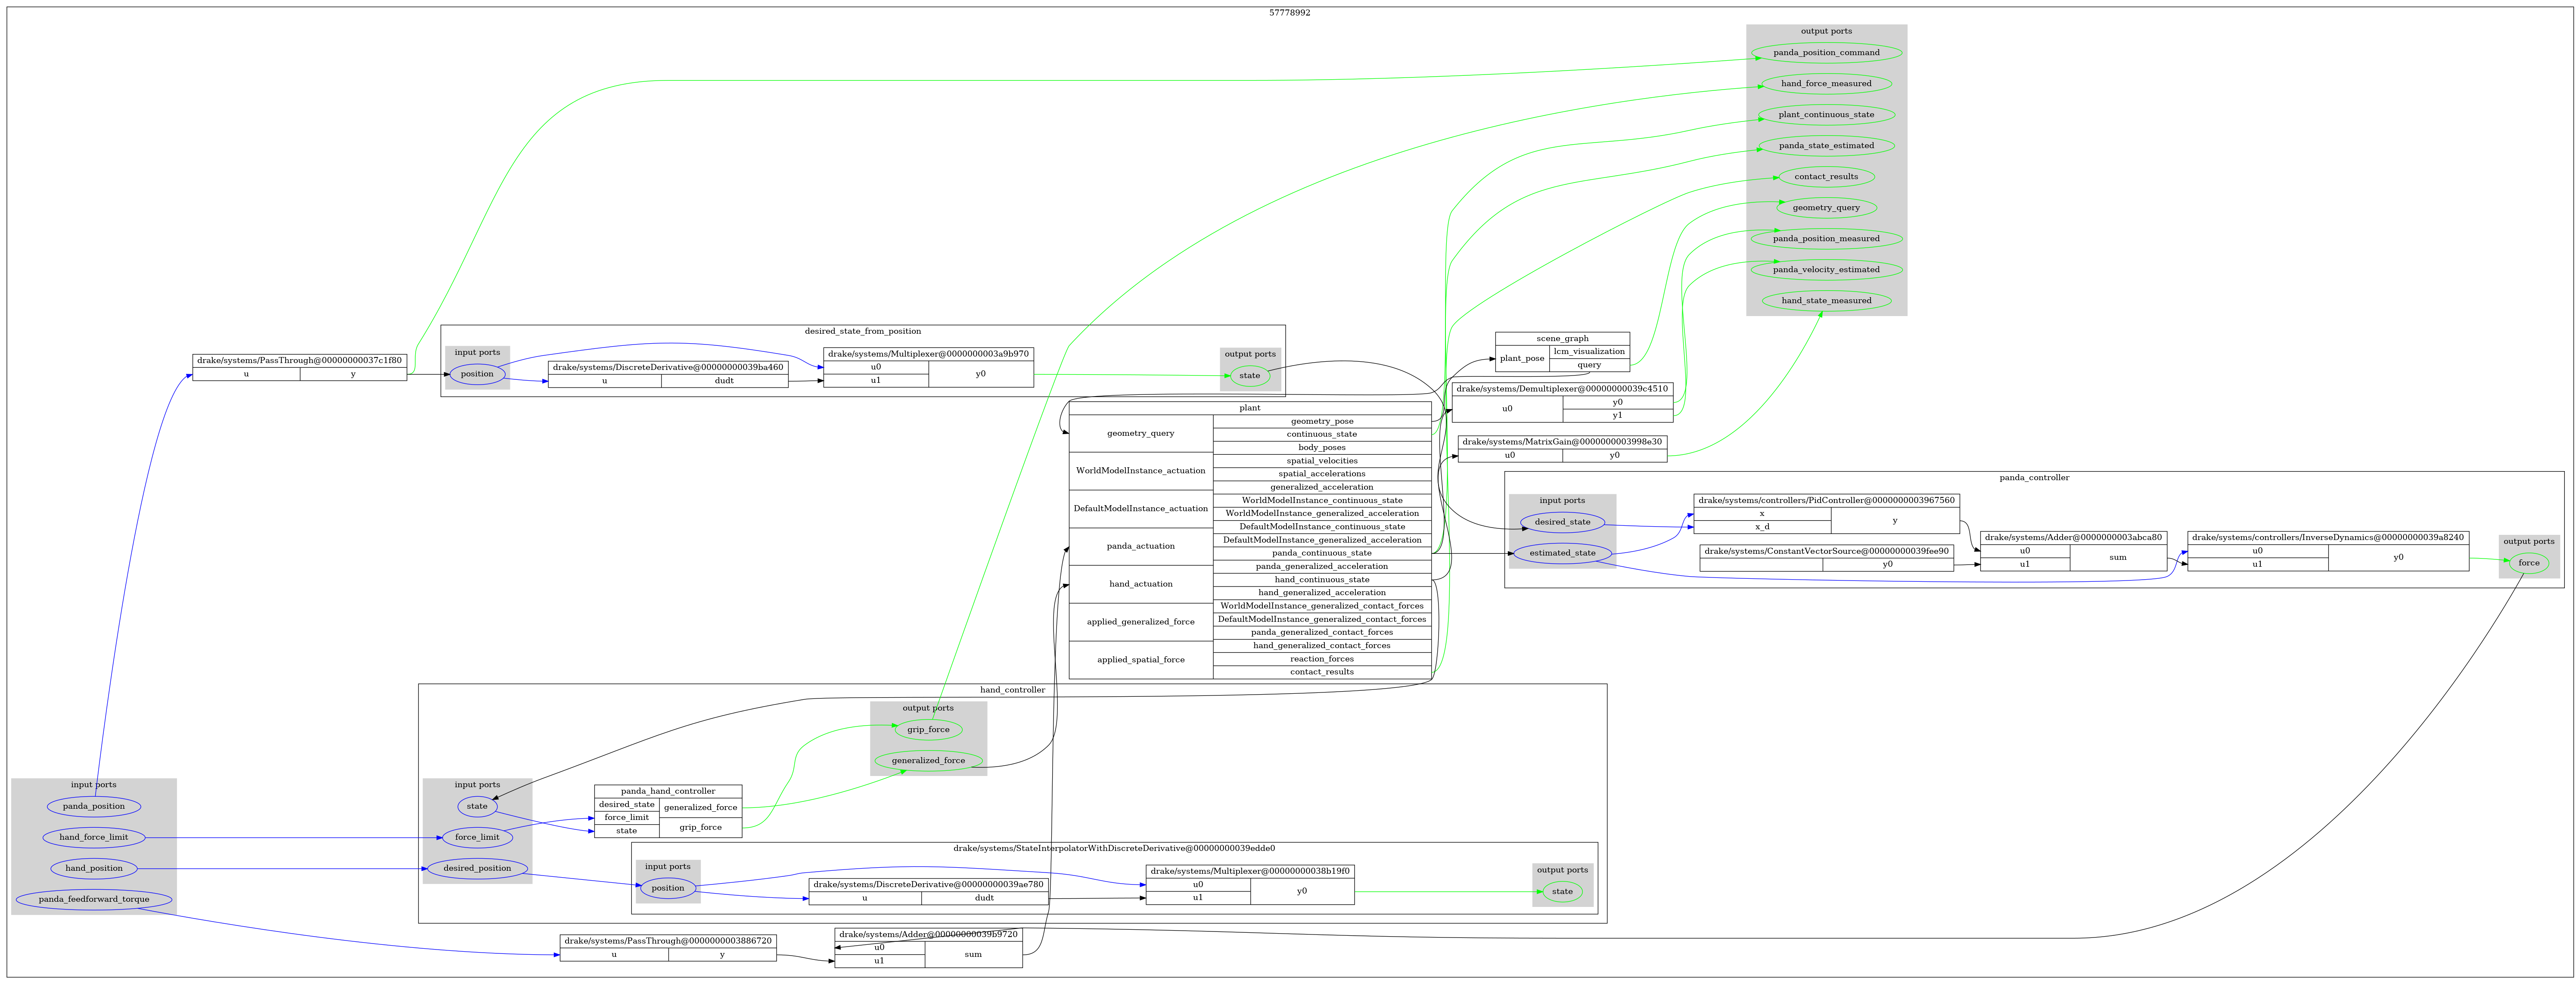 57778992
output ports
panda_position_command
hand_force_measured
plant_continuous_state
panda_state_estimated
contact_results
geometry_query
panda_position_measured
panda_velocity_estimated
hand_state_measured
drake/systems/PassThrough@00000000037c1f80
u
y
desired_state_from_position
input ports
position
drake/systems/DiscreteDerivative@00000000039ba460
u
dudt
drake/systems/Multiplexer@0000000003a9b970
u0
u1
y0
output ports
state
scene_graph
plant_pose
lcm_visualization
query
drake/systems/Demultiplexer@00000000039c4510
u0
y0
y1
drake/systems/MatrixGain@0000000003998e30
u0
y0
plant
geometry_query
WorldModelInstance_actuation
DefaultModelInstance_actuation
panda_actuation
hand_actuation
applied_generalized_force
applied_spatial_force
geometry_pose
continuous_state
body_poses
spatial_velocities
spatial_accelerations
generalized_acceleration
WorldModelInstance_continuous_state
WorldModelInstance_generalized_acceleration
DefaultModelInstance_continuous_state
DefaultModelInstance_generalized_acceleration
panda_continuous_state
panda_generalized_acceleration
hand_continuous_state
hand_generalized_acceleration
WorldModelInstance_generalized_contact_forces
DefaultModelInstance_generalized_contact_forces
panda_generalized_contact_forces
hand_generalized_contact_forces
reaction_forces
contact_results
panda_controller
input ports
desired_state
estimated_state
drake/systems/controllers/PidController@0000000003967560
x
x_d
y
drake/systems/ConstantVectorSource@00000000039fee90
y0
drake/systems/Adder@0000000003abca80
u0
u1
sum
drake/systems/controllers/InverseDynamics@00000000039a8240
u0
u1
y0
output ports
force
hand_controller
output ports
grip_force
generalized_force
input ports
state
force_limit
desired_position
panda_hand_controller
desired_state
force_limit
state
generalized_force
grip_force
drake/systems/StateInterpolatorWithDiscreteDerivative@00000000039edde0
input ports
position
drake/systems/DiscreteDerivative@00000000039ae780
u
dudt
drake/systems/Multiplexer@00000000038b19f0
u0
u1
y0
output ports
state
input ports
panda_position
hand_force_limit
hand_position
panda_feedforward_torque
drake/systems/PassThrough@0000000003886720
u
y
drake/systems/Adder@00000000039b9720
u0
u1
sum